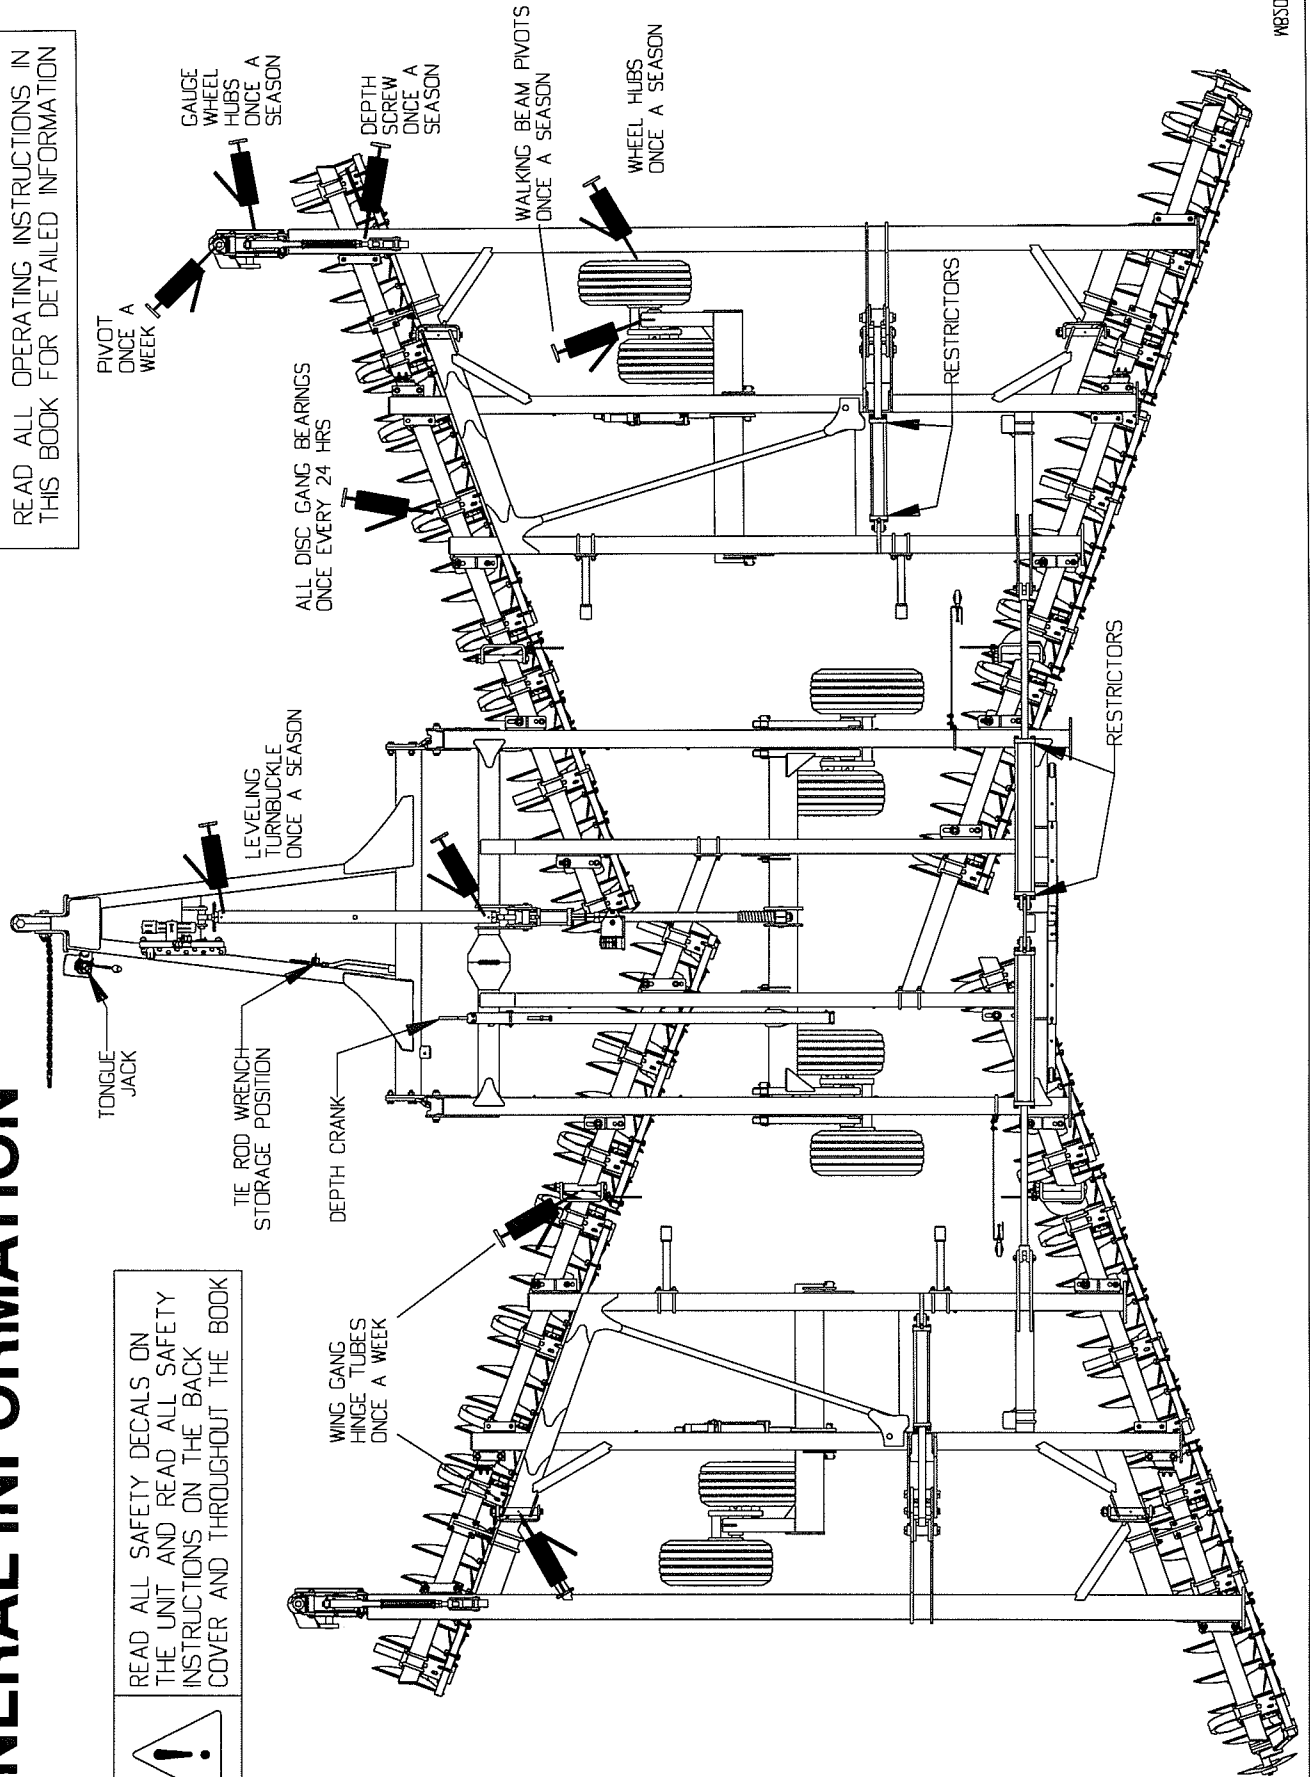 GENERAL INFORMATION
READ ALL SAFETY DECALS ON
THE UNIT AND READ ALL SAFETY
INSTRUCTIONS ON THE BACK
COVER AND THROUGHOUT THE BOOK
READ ALL OPERATING INSTRUCTIONS IN
THIS BOOK FOR DETAILED INFORMATION
TONGUE
JACK
TIE ROD WRENCH
STORAGE POSITION
DEPTH CRANK
WING GANG
HINGE TUBES
ONCE A WEEK
LEVELING
TURNBUCKLE
ONCE A SEASON
ALL DISC GANG BEARINGS
ONCE EVERY 24 HRS
PIVOT
ONCE A
WEEK
GAUGE
WHEEL
HUBS
ONCE A
SEASON
DEPTH
SCREW
ONCE A
SEASON
WALKING BEAM PIVOTS
ONCE A SEASON
WHEEL HUBS
ONCE A SEASON
RESTRICTORS
RESTRICTORS